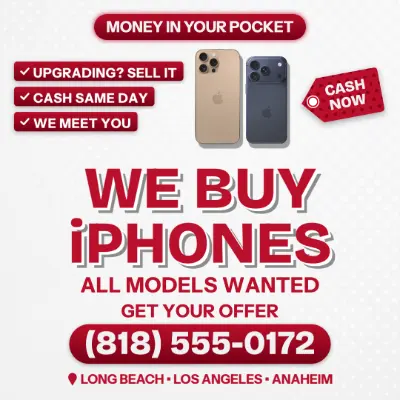 MONEY IN YOUR POCKET
UPGRADING? SELL IT
CASH SAME DAY
WE MEET YOU
CASH
NOW
WE BUY
iPHONES
ALL MODELS WANTED
GET YOUR OFFER
(818) 555-0172
LONG BEACH • LOS ANGELES • ANAHEIM